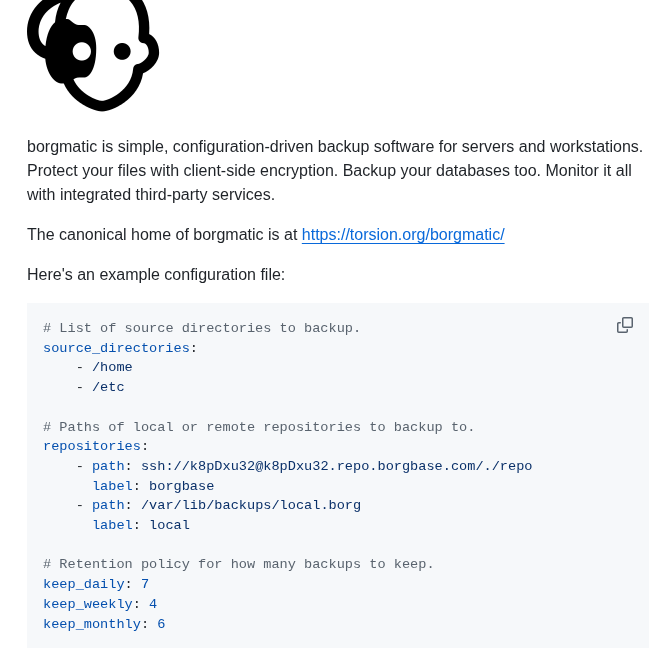 borgmatic is simple, configuration-driven backup software for servers and workstations.
Protect your files with client-side encryption. Backup your databases too. Monitor it all
with integrated third-party services.
The canonical home of borgmatic is at https://torsion.org/borgmatic/
Here's an example configuration file:
# List of source directories to backup.
source_directories:
    - /home
    - /etc
# Paths of local or remote repositories to backup to.
repositories:
    - path: ssh://k8pDxu32@k8pDxu32.repo.borgbase.com/./repo
      label: borgbase
    - path: /var/lib/backups/local.borg
      label: local
# Retention policy for how many backups to keep.
keep_daily: 7
keep_weekly: 4
keep_monthly: 6